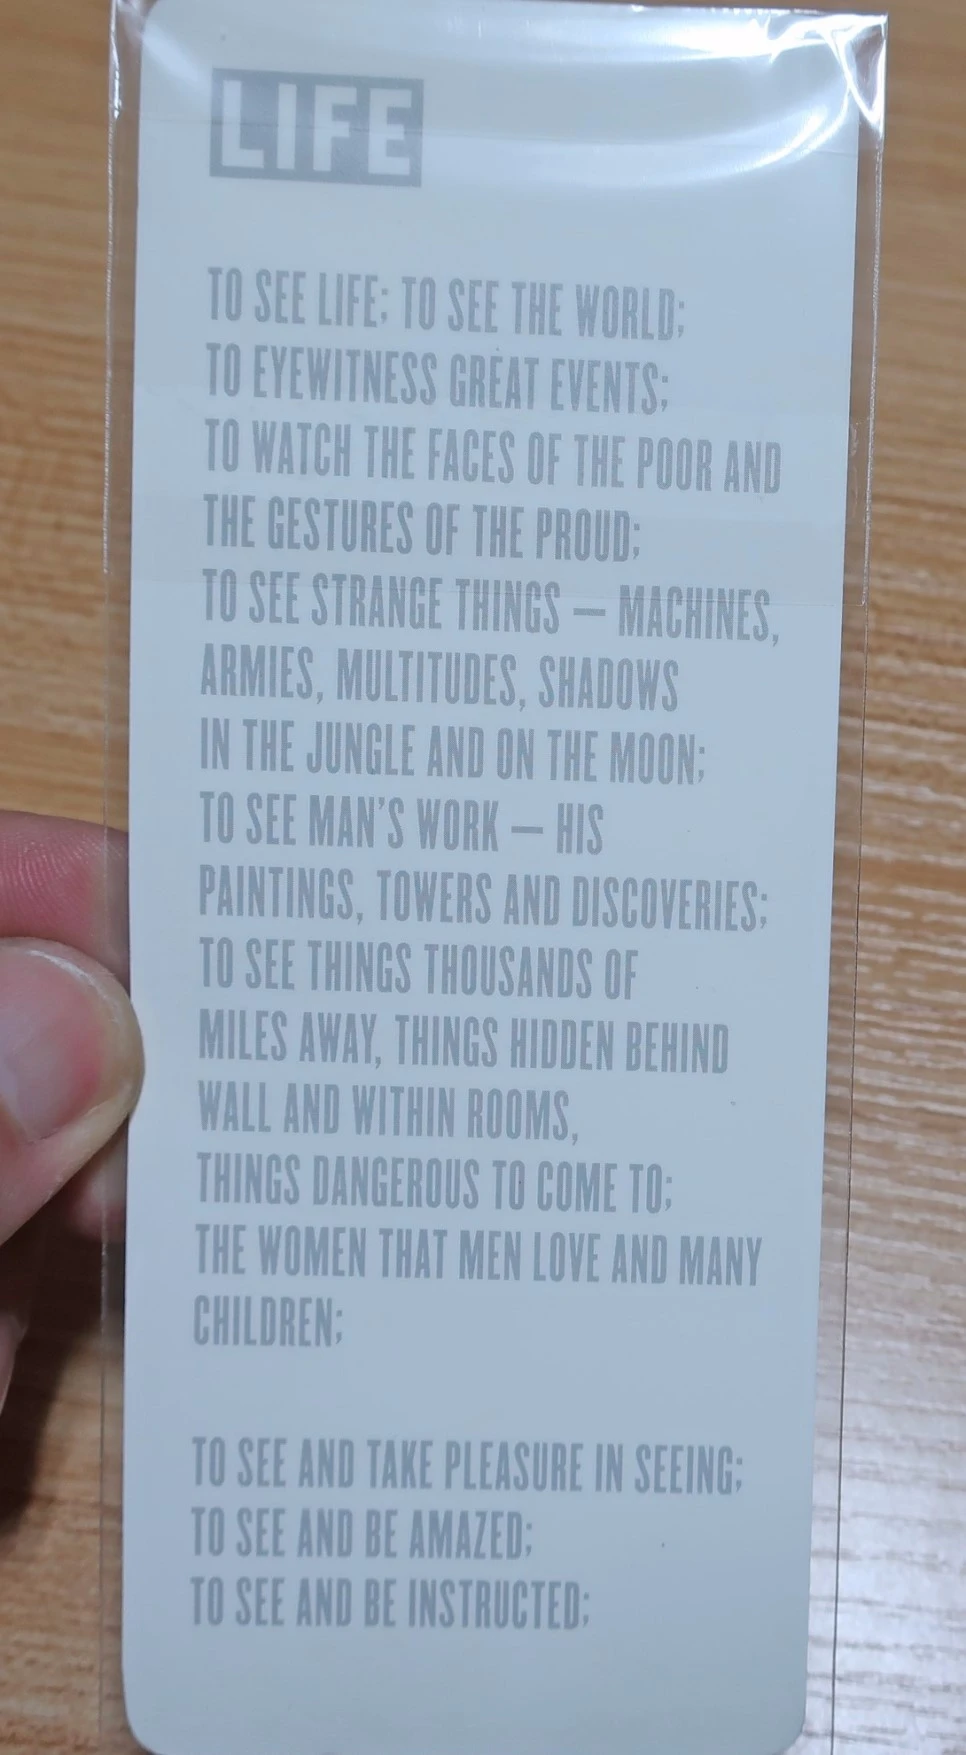 LIFE
TO SEE LIFE; TO SEE THE WORLD;
TO EYEWITNESS GREAT EVENTS;
TO WATCH THE FACES OF THE POOR AND
THE GESTURES OF THE PROUD;
TO SEE STRANGE THINGS — MACHINES,
ARMIES, MULTITUDES, SHADOWS
IN THE JUNGLE AND ON THE MOON;
TO SEE MAN'S WORK — HIS
PAINTINGS, TOWERS AND DISCOVERIES;
TO SEE THINGS THOUSANDS OF
MILES AWAY, THINGS HIDDEN BEHIND
WALL AND WITHIN ROOMS,
THINGS DANGEROUS TO COME TO;
THE WOMEN THAT MEN LOVE AND MANY
CHILDREN;
TO SEE AND TAKE PLEASURE IN SEEING;
TO SEE AND BE AMAZED;
TO SEE AND BE INSTRUCTED;